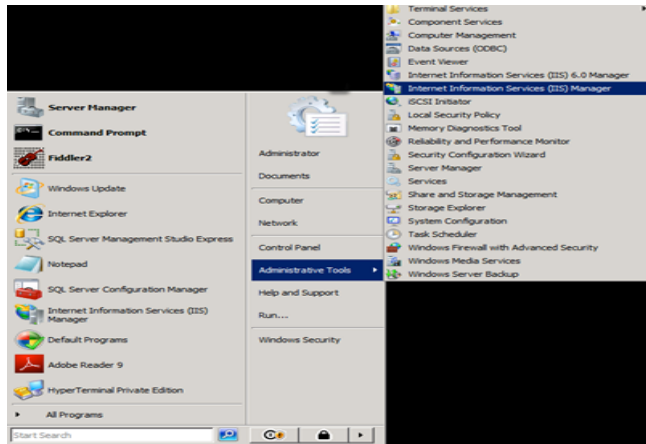 Server Manager
Command Prompt
Fiddler2
Windows Update
Internet Explorer
SQL Server Management Studio Express
Notepad
SQL Server Configuration Manager
Internet Information Services (IIS)
Manager
Default Programs
Adobe Reader 9
HyperTerminal Private Edition
All Programs
Start Search
Administrator
Documents
Computer
Network
Control Panel
Administrative Tools
Help and Support
Run...
Windows Security
Terminal Services
Component Services
Computer Management
Data Sources (ODBC)
Event Viewer
Internet Information Services (IIS) 6.0 Manager
Internet Information Services (IIS) Manager
iSCSI Initiator
Local Security Policy
Memory Diagnostics Tool
Reliability and Performance Monitor
Security Configuration Wizard
Server Manager
Services
Share and Storage Management
Storage Explorer
System Configuration
Task Scheduler
Windows Firewall with Advanced Security
Windows Media Services
Windows Server Backup